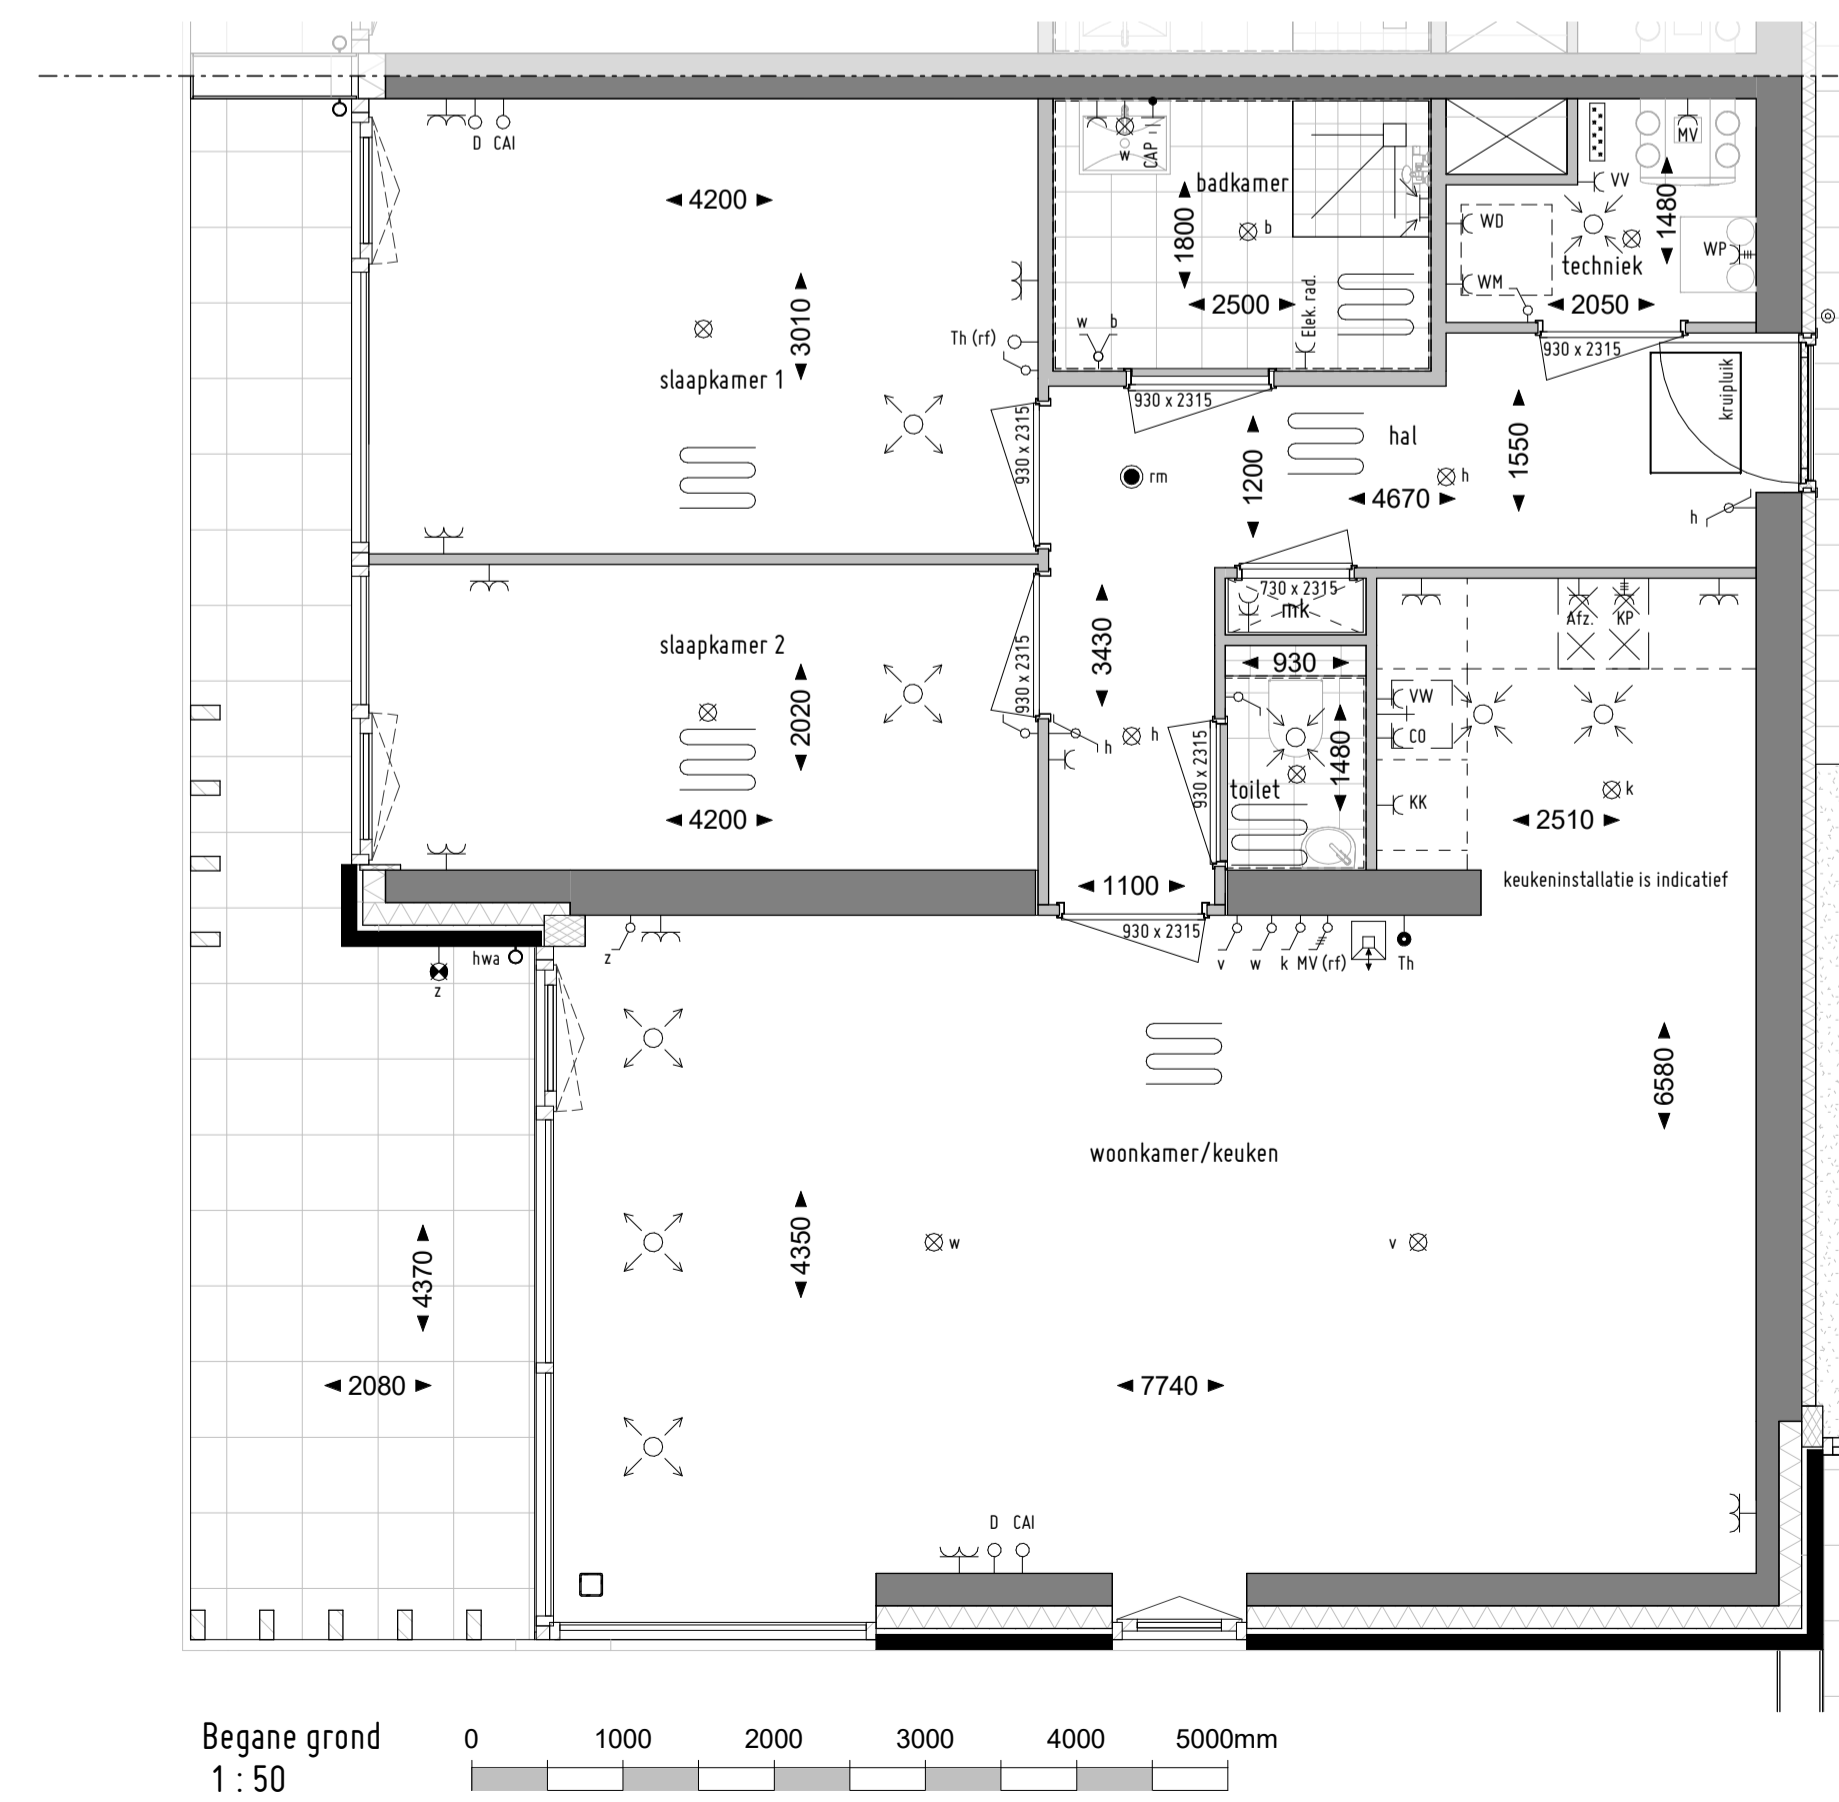 D CAI
MV
CAP
w
badkamer
VV
4200
1480
WD
1800
b
WP
techniek
WM
2500
2050
3010
Elek. rad.
w b
Th (rf)
930 x 2315
slaapkamer 1
kruipluik
930 x 2315
930 x 2315
hal
1200
1550
rm
h
4670
h
730 x 2315
mk
Afz. KP
3430
slaapkamer 2
930 x 2315
930
VW
2020
h
h
1480
CO
930 x 2315
toilet
k
KK
4200
2510
1100
keukeninstallatie is indicatief
930 x 2315
hwa
z
v w k MV (rf) Th
z
6580
woonkamer/keuken
4350
w
v
4370
2080
7740
D CAI
Begane grond
1 : 50
0 1000 2000 3000 4000 5000mm